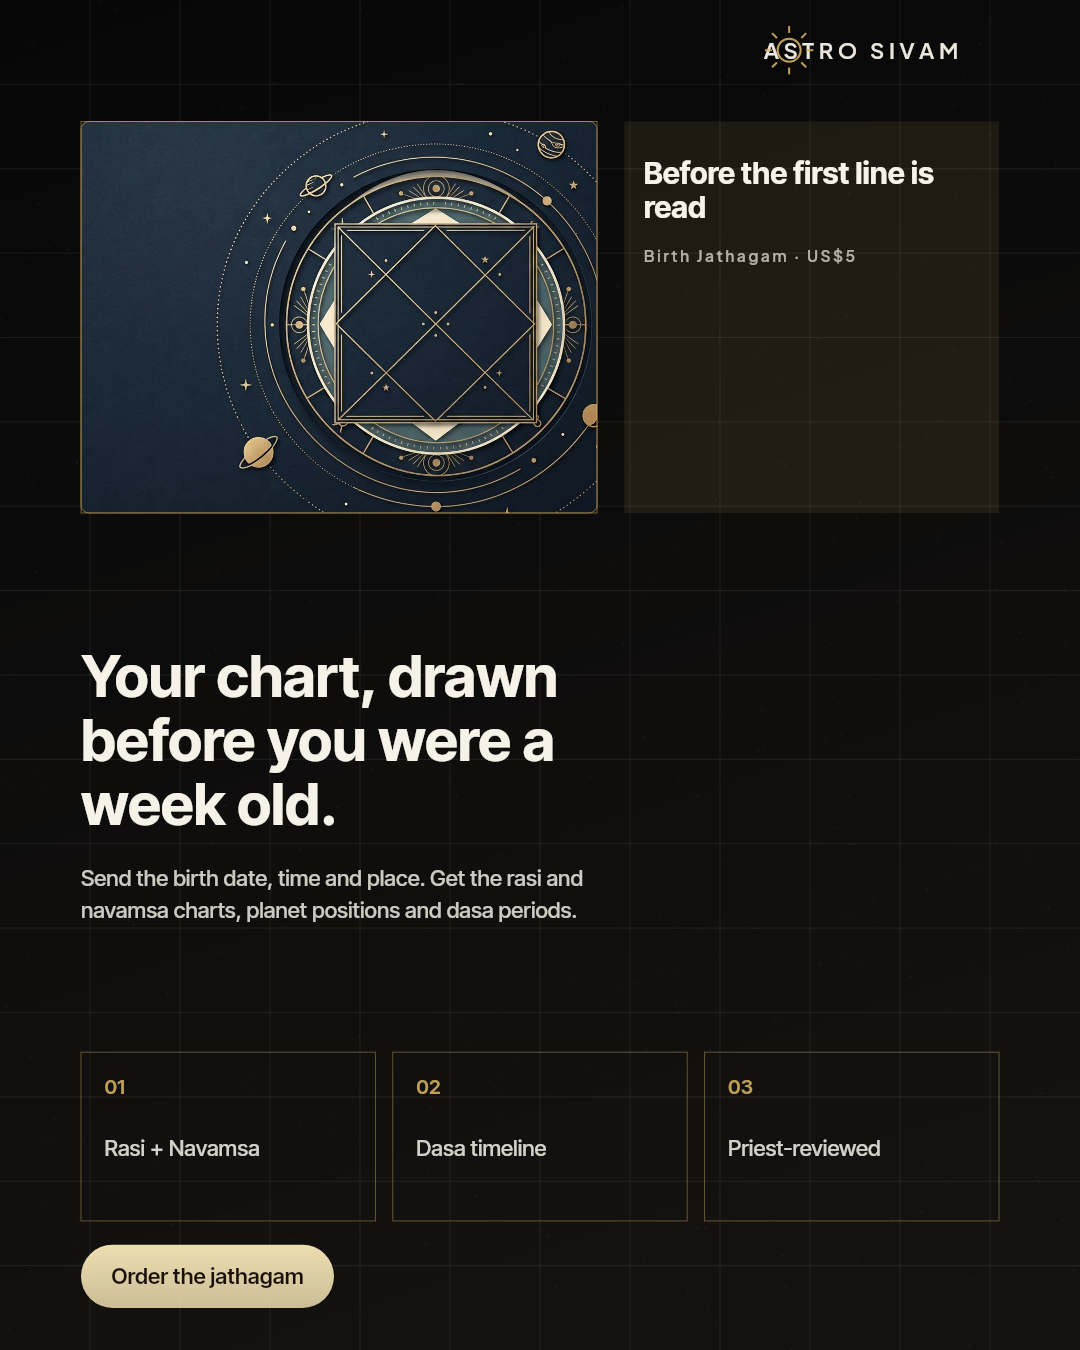 ASTRO SIVAM
Before the first line is
read
Birth Jathagam · US$5
Your chart, drawn
before you were a
week old.
Send the birth date, time and place. Get the rasi and
navamsa charts, planet positions and dasa periods.
01
Rasi + Navamsa
02
Dasa timeline
03
Priest-reviewed
Order the jathagam